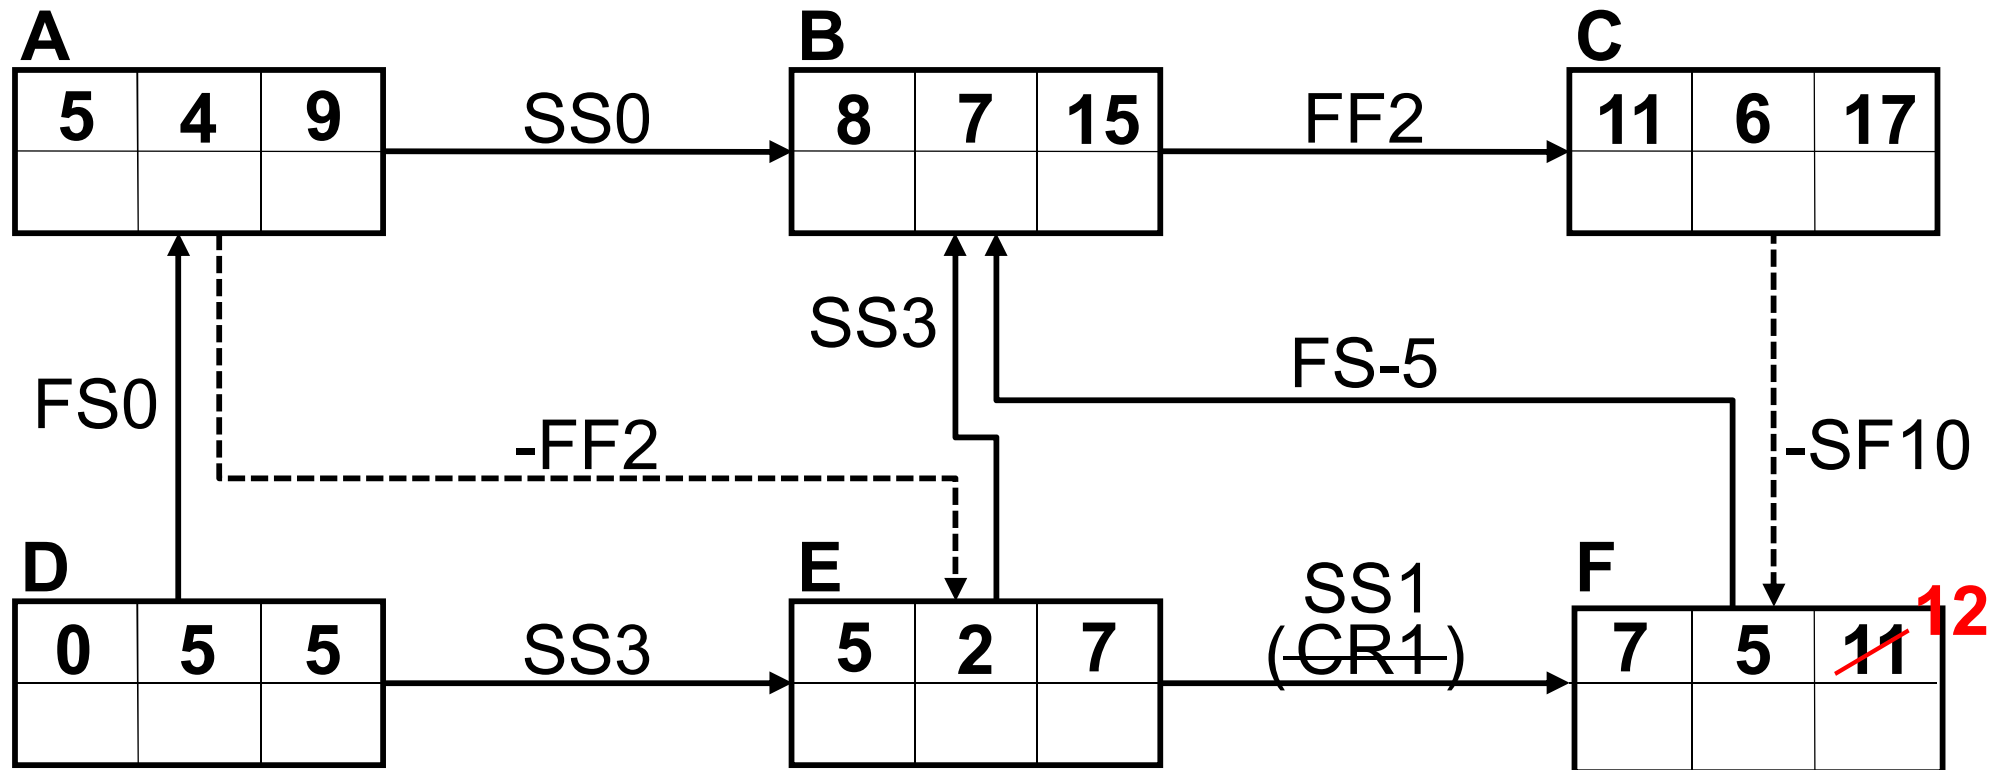 A B C
5 4 9 SS0 8 7 15 FF2 11 6 17
SS3
FS-5
FS0
-FF2 -SF10
D E SS1 F
0 5 5 SS3 5 2 7 (CR1) 7 5 11 12